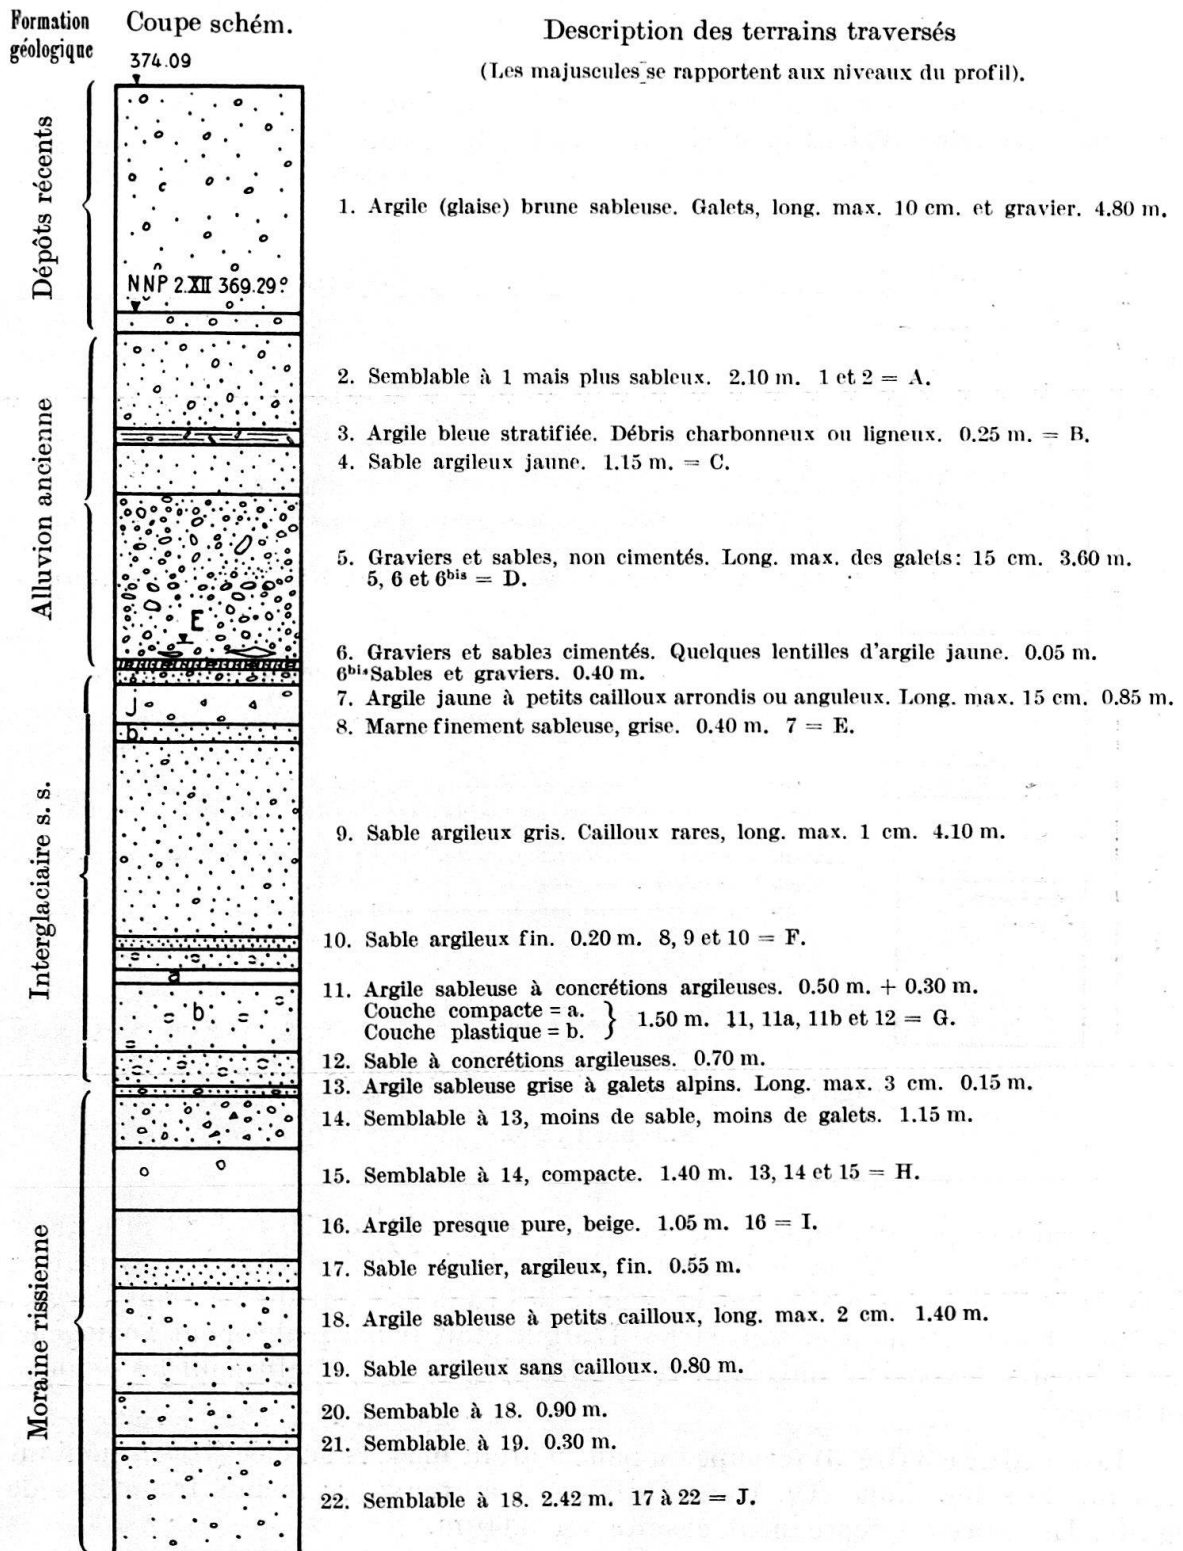 Formation géologique
Coupe schém.
Description des terrains traversés
(Les majuscules se rapportent aux niveaux du profil).
374.09
Dépôts récents
1. Argile (glaise) brune sableuse. Galets, long. max. 10 cm. et gravier. 4.80 m.
NNP 2.XII 369.29
Alluvion ancienne
2. Semblable à 1 mais plus sableux. 2.10 m. 1 et 2 = A.
3. Argile bleue stratifiée. Débris charbonneux ou ligneux. 0.25 m. = B.
4. Sable argileux jaune. 1.15 m. = C.
5. Graviers et sables, non cimentés. Long. max. des galets: 15 cm. 3.60 m.
5, 6 et 6bis = D.
E
6. Graviers et sables cimentés. Quelques lentilles d'argile jaune. 0.05 m.
6bis Sables et graviers. 0.40 m.
Interglaciaire s. s.
j
7. Argile jaune à petits cailloux arrondis ou anguleux. Long. max. 15 cm. 0.85 m.
b
8. Marne finement sableuse, grise. 0.40 m. 7 = E.
9. Sable argileux gris. Cailloux rares, long. max. 1 cm. 4.10 m.
10. Sable argileux fin. 0.20 m. 8, 9 et 10 = F.
a
b
11. Argile sableuse à concrétions argileuses. 0.50 m. + 0.30 m.
Couche compacte = a.
Couche plastique = b.
} 1.50 m. 11, 11a, 11b et 12 = G.
12. Sable à concrétions argileuses. 0.70 m.
Moraine rissienne
13. Argile sableuse grise à galets alpins. Long. max. 3 cm. 0.15 m.
14. Semblable à 13, moins de sable, moins de galets. 1.15 m.
15. Semblable à 14, compacte. 1.40 m. 13, 14 et 15 = H.
16. Argile presque pure, beige. 1.05 m. 16 = I.
17. Sable régulier, argileux, fin. 0.55 m.
18. Argile sableuse à petits cailloux, long. max. 2 cm. 1.40 m.
19. Sable argileux sans cailloux. 0.80 m.
20. Sembable à 18. 0.90 m.
21. Semblable à 19. 0.30 m.
22. Semblable à 18. 2.42 m. 17 à 22 = J.